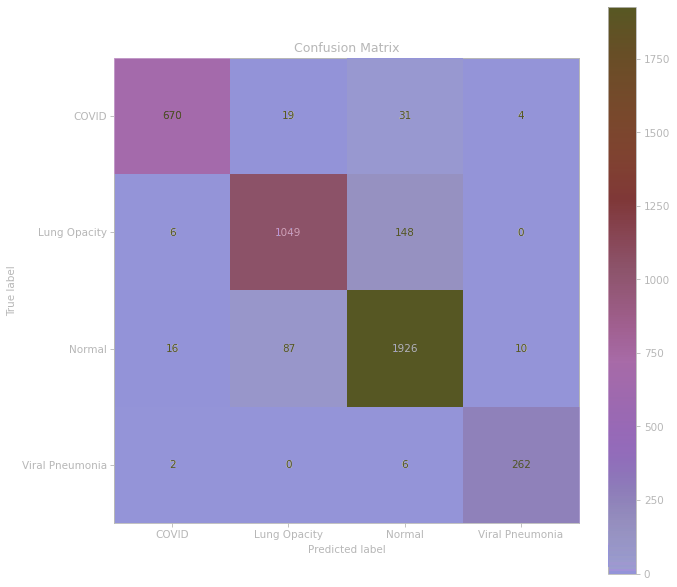 Confusion Matrix
COVID 670 19 31 4
Lung Opacity 6 1049 148 0
Normal 16 87 1926 10
Viral Pneumonia 2 0 6 262
COVID Lung Opacity Normal Viral Pneumonia
Predicted label
True label
1750
1500
1250
1000
750
500
250
0